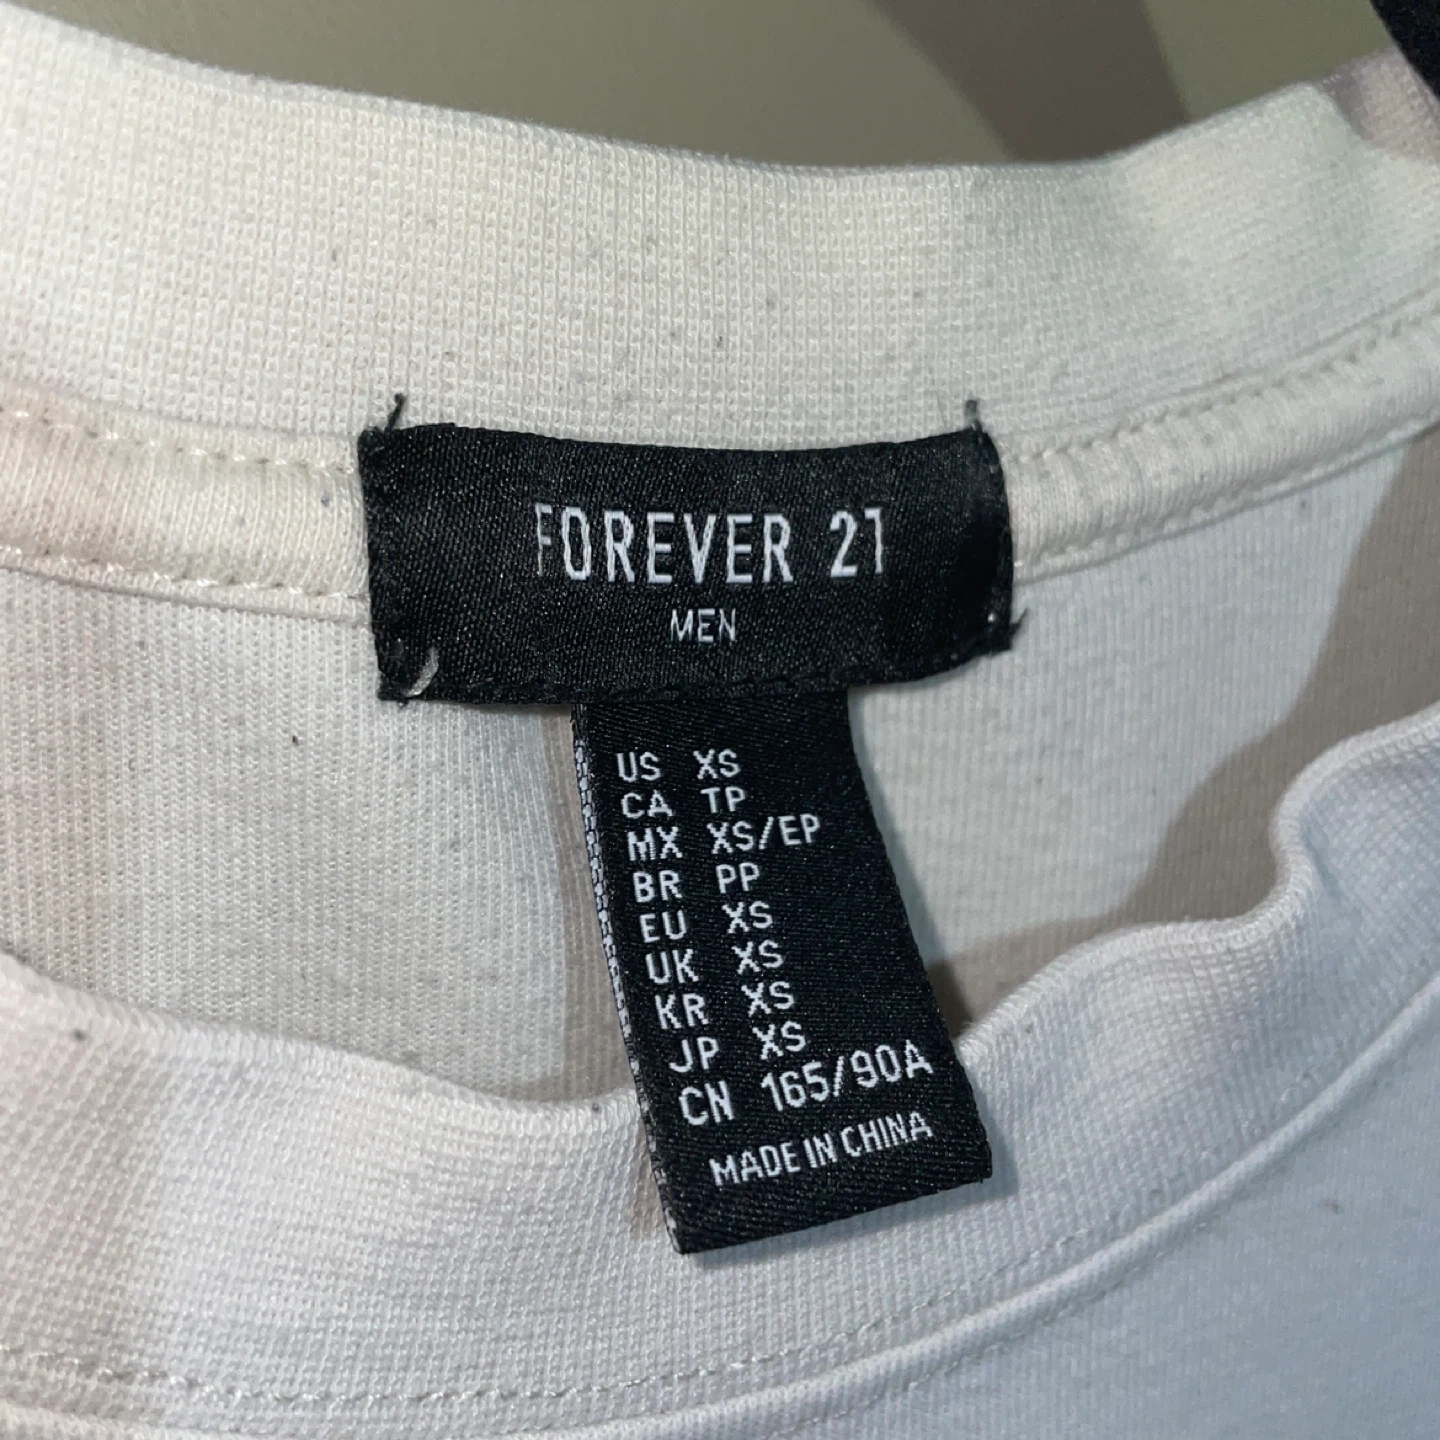 FOREVER 21
MEN
US XS
CA TP
MX XS/EP
BR PP
EU XS
UK XS
KR XS
JP XS
CN 165/90A
MADE IN CHINA